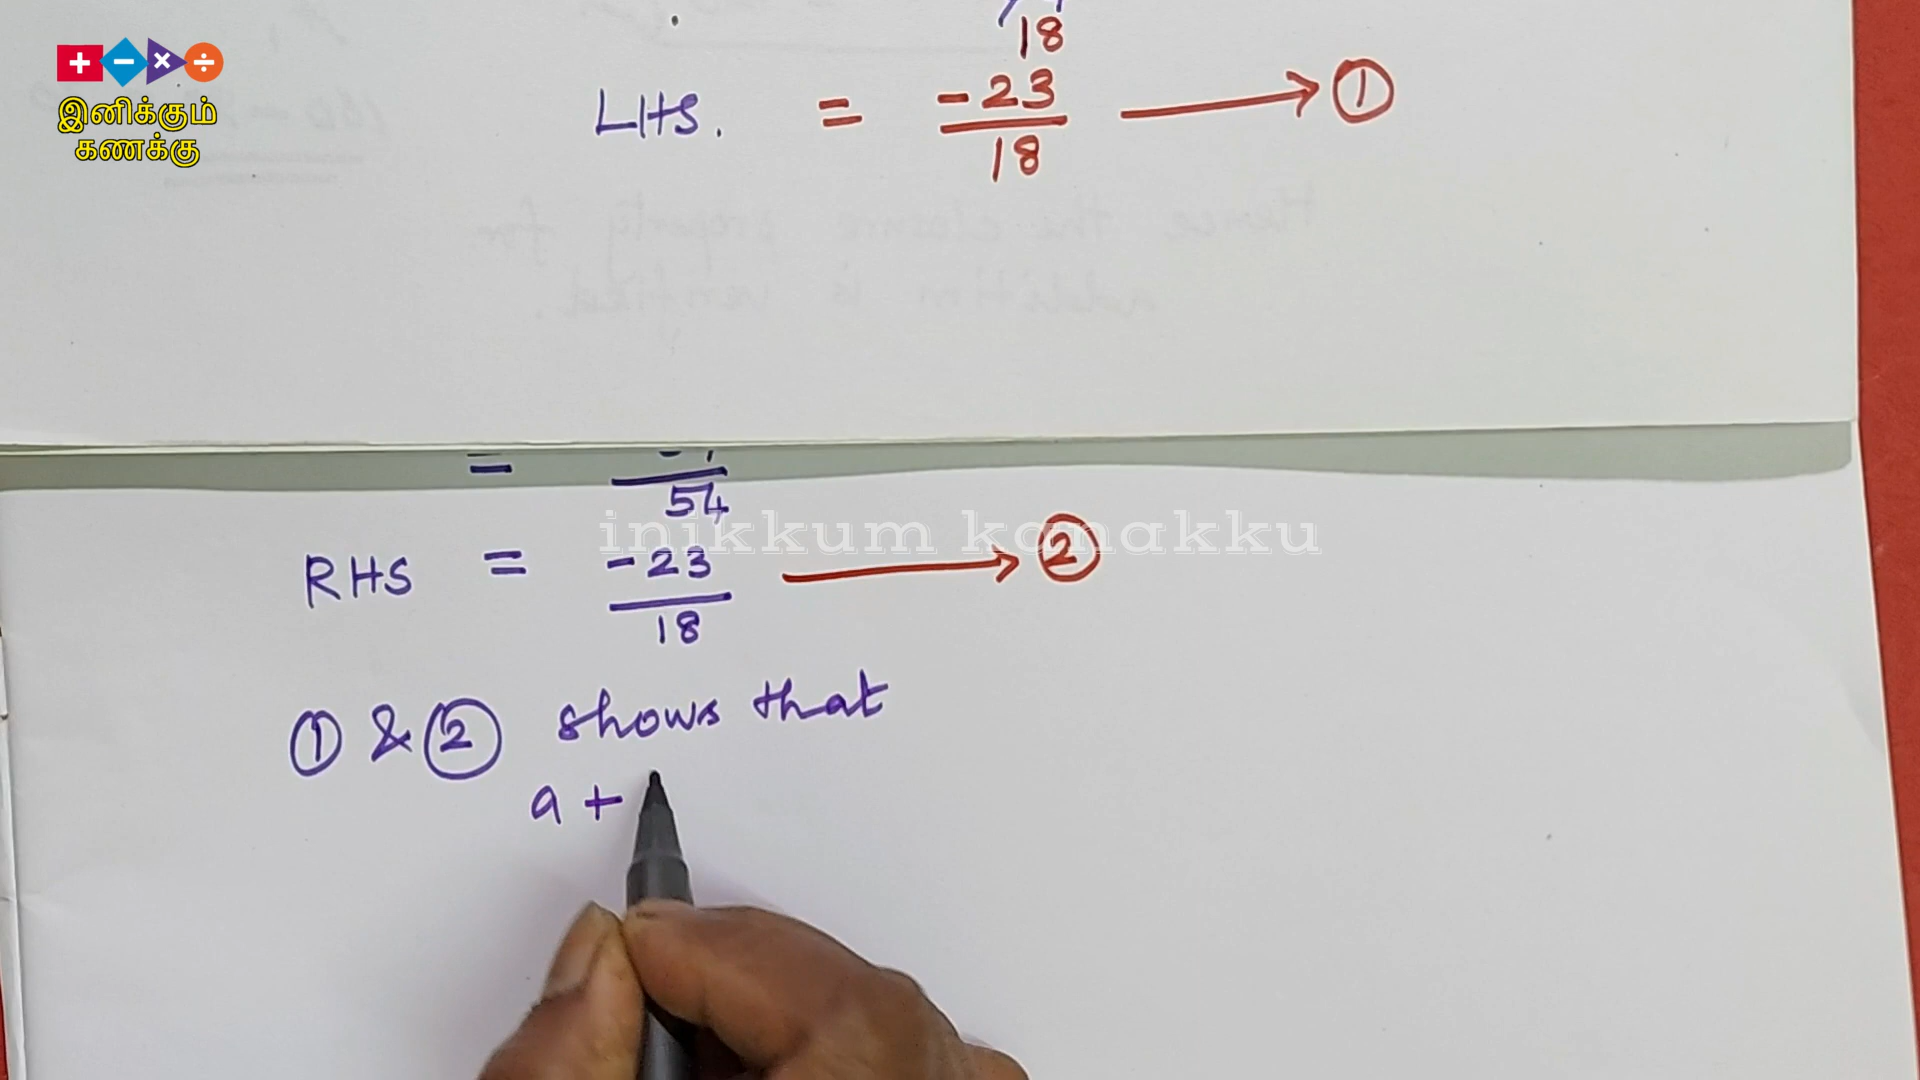 இனிக்கும்
கணக்கு
18
LHS. = -23/18 → ①
=
54
inikkum kanakku
RHS = -23/18 → ②
① & ② shows that
a +